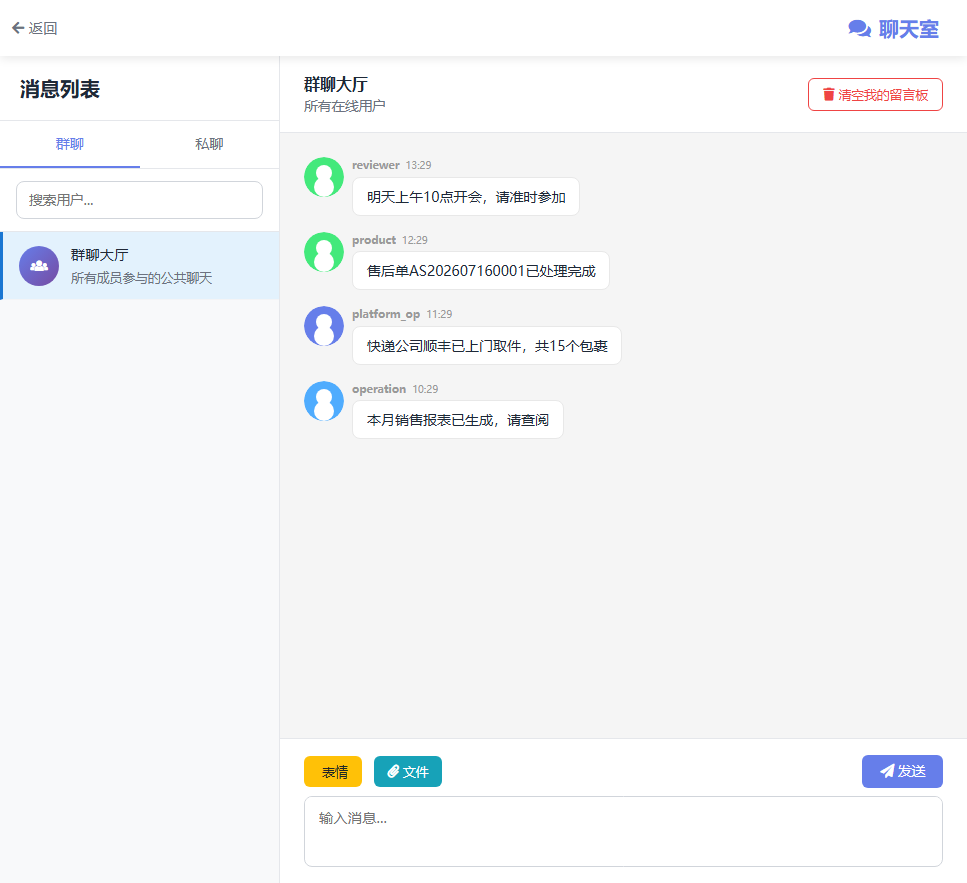 返回
聊天室
消息列表
群聊
私聊
搜索用户...
群聊大厅
所有成员参与的公共聊天
群聊大厅
所有在线用户
清空我的留言板
reviewer 13:29
明天上午10点开会，请准时参加
product 12:29
售后单AS202607160001已处理完成
platform_op 11:29
快递公司顺丰已上门取件，共15个包裹
operation 10:29
本月销售报表已生成，请查阅
表情
文件
发送
输入消息...